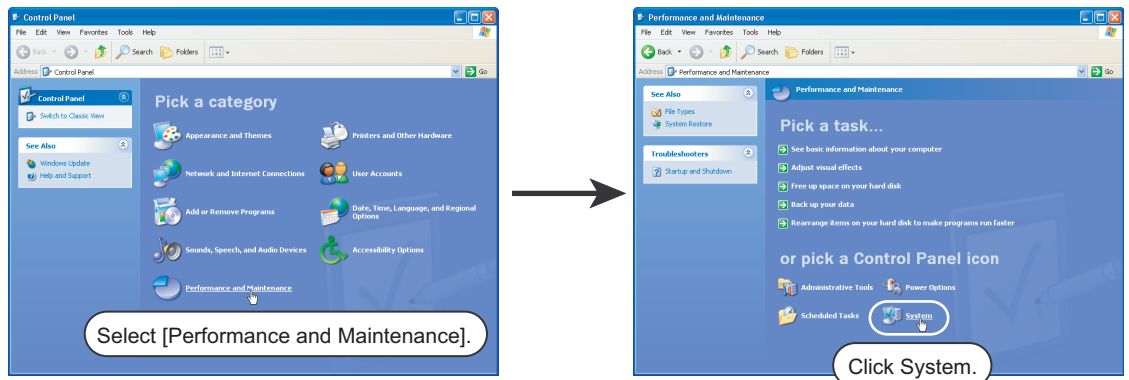 Control Panel
File Edit View Favorites Tools Help
Back Search Folders
Address Control Panel Go
Control Panel
Switch to Classic View
See Also
Windows Update
Help and Support
Pick a category
Appearance and Themes
Printers and Other Hardware
Network and Internet Connections
User Accounts
Add or Remove Programs
Date, Time, Language, and Regional
Options
Sounds, Speech, and Audio Devices
Accessibility Options
Performance and Maintenance
Select [Performance and Maintenance].
Performance and Maintenance
File Edit View Favorites Tools Help
Back Search Folders
Address Performance and Maintenance Go
See Also
File Types
System Restore
Troubleshooters
Startup and Shutdown
Performance and Maintenance
Pick a task...
See basic information about your computer
Adjust visual effects
Free up space on your hard disk
Back up your data
Rearrange items on your hard disk to make programs run faster
or pick a Control Panel icon
Administrative Tools
Power Options
Scheduled Tasks
System
Click System.